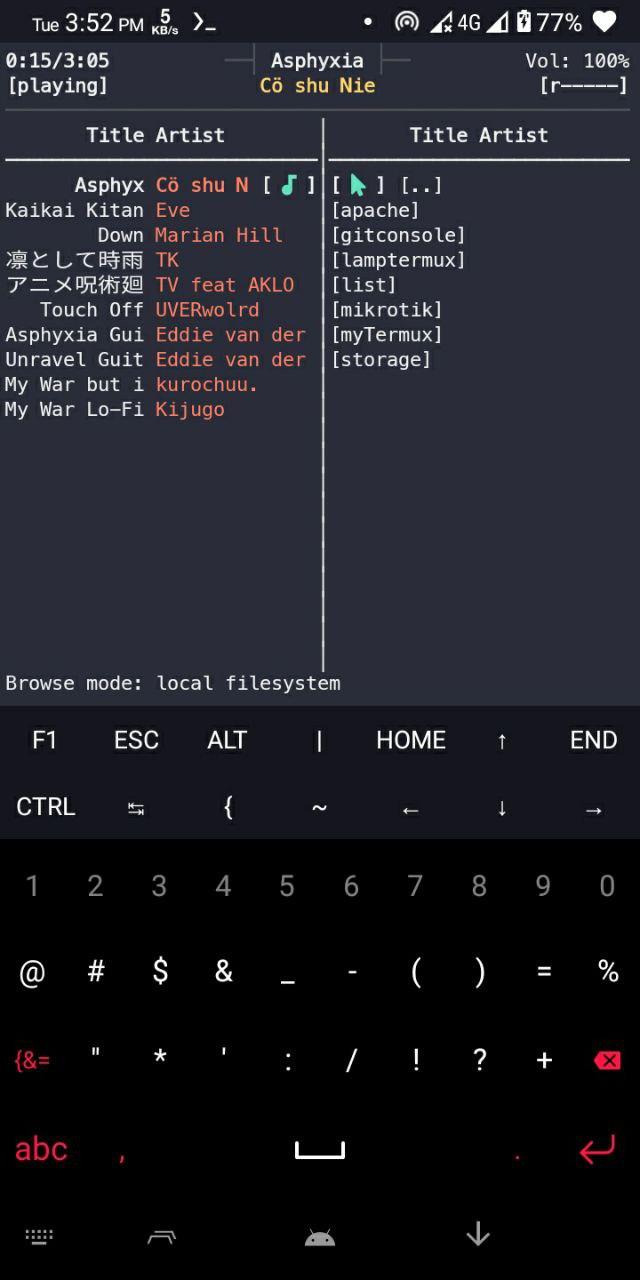 Tue 3:52 PM 5 KB/s 4G 77%
0:15/3:05 Asphyxia Vol: 100%
[playing] Cö shu Nie [r-----]
Title Artist
Asphyx Cö shu N [ ]
Kaikai Kitan Eve
Down Marian Hill
凛として時雨 TK
アニメ呪術廻 TV feat AKLO
Touch Off UVERwolrd
Asphyxia Gui Eddie van der
Unravel Guit Eddie van der
My War but i kurochuu.
My War Lo-Fi Kijugo
Title Artist
[ ] [..]
[apache]
[gitconsole]
[lamptermux]
[list]
[mikrotik]
[myTermux]
[storage]
Browse mode: local filesystem
F1 ESC ALT | HOME ↑ END
CTRL ↹ { ~ ← ↓ →
1 2 3 4 5 6 7 8 9 0
@ # $ & _ - ( ) = %
{&= " * ' : / ! ? +
abc , .